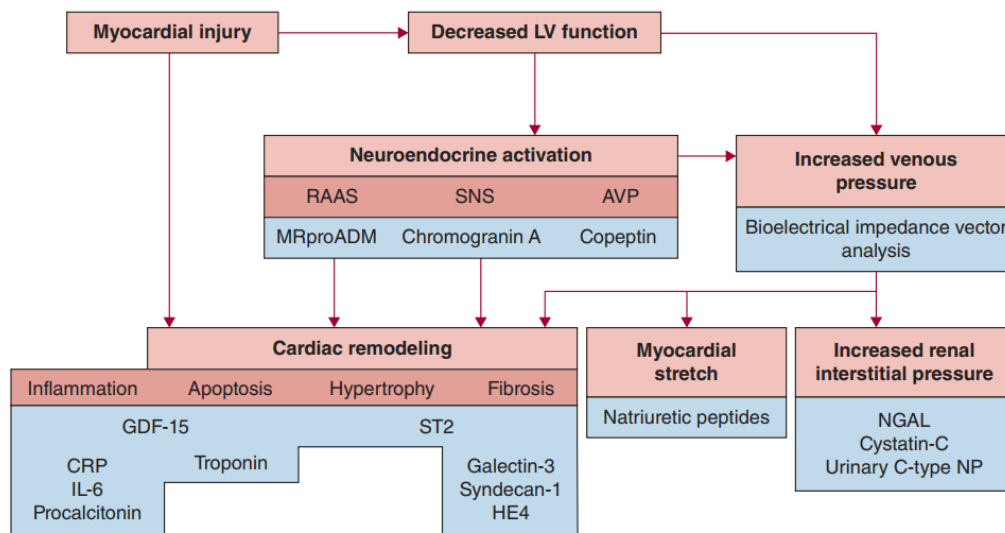 Myocardial injury
Decreased LV function
Neuroendocrine activation
RAAS SNS AVP
MRproADM Chromogranin A Copeptin
Increased venous
pressure
Bioelectrical impedance vector
analysis
Cardiac remodeling
Inflammation Apoptosis Hypertrophy Fibrosis
GDF-15 ST2
CRP
IL-6
Procalcitonin
Troponin
Galectin-3
Syndecan-1
HE4
Myocardial
stretch
Natriuretic peptides
Increased renal
interstitial pressure
NGAL
Cystatin-C
Urinary C-type NP